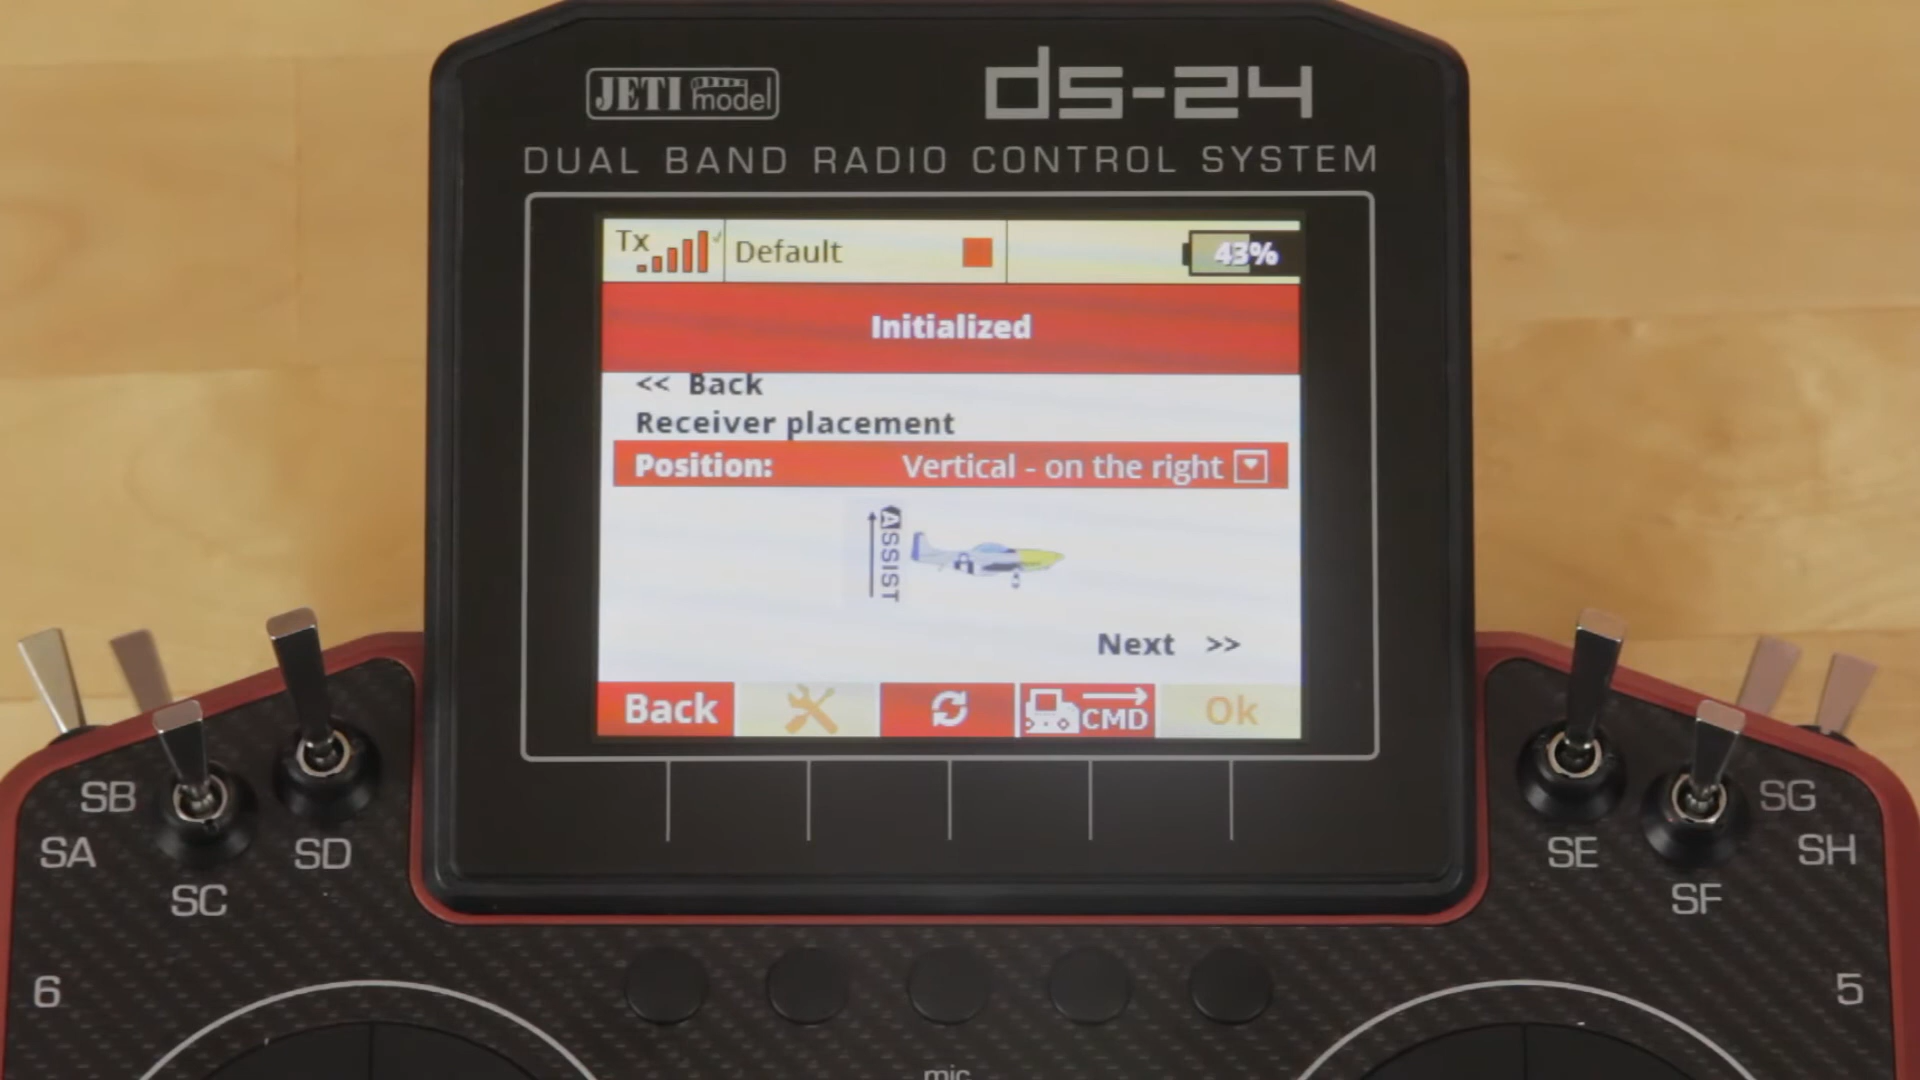 JETI model
ds-24
DUAL BAND RADIO CONTROL SYSTEM
Tx Default 43%
Initialized
<< Back
Receiver placement
Position: Vertical - on the right
ASSIST
Next >>
Back CMD Ok
SB
SA
SC
SD
SE
SF
SG
SH
6
5
mic